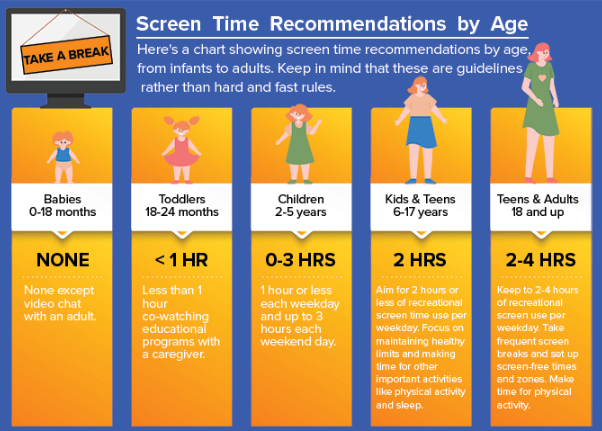 TAKE A BREAK
Screen Time Recommendations by Age
Here's a chart showing screen time recommendations by age,
from infants to adults. Keep in mind that these are guidelines
rather than hard and fast rules.
Babies
0-18 months
NONE
None except
video chat
with an adult.
Toddlers
18-24 months
< 1 HR
Less than 1
hour
co-watching
educational
programs with
a caregiver.
Children
2-5 years
0-3 HRS
1 hour or less
each weekday
and up to 3
hours each
weekend day.
Kids & Teens
6-17 years
2 HRS
Aim for 2 hours or
less of recreational
screen time use per
weekday. Focus on
maintaining healthy
limits and making
time for other
important activities
like physical activity
and sleep.
Teens & Adults
18 and up
2-4 HRS
Keep to 2-4 hours
of recreational
screen use per
weekday. Take
frequent screen
breaks and set up
screen-free times
and zones. Make
time for physical
activity.